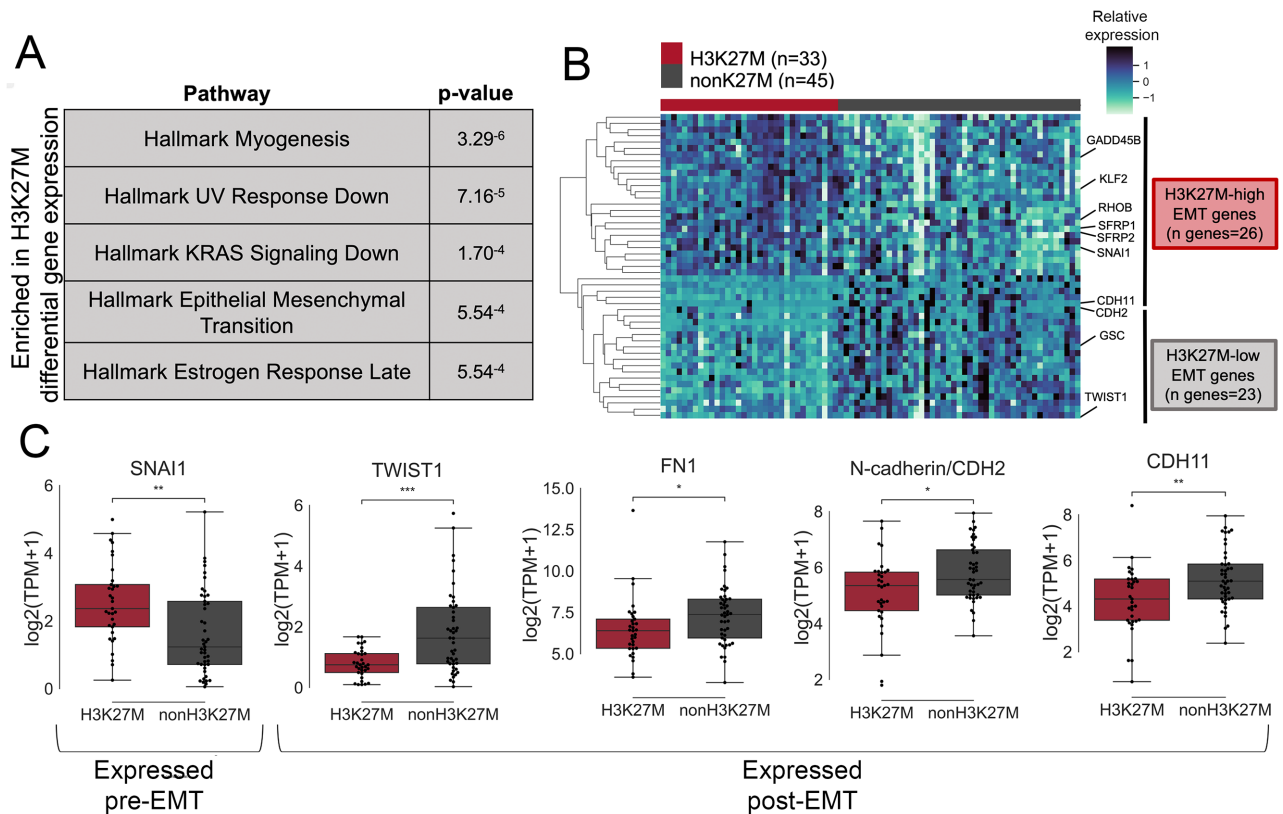 A
Enriched in H3K27M
differential gene expression
Pathway p-value
Hallmark Myogenesis 3.29-6
Hallmark UV Response Down 7.16-5
Hallmark KRAS Signaling Down 1.70-4
Hallmark Epithelial Mesenchymal
Transition 5.54-4
Hallmark Estrogen Response Late 5.54-4
B
H3K27M (n=33)
nonK27M (n=45)
Relative
expression
1
0
−1
GADD45B
KLF2
RHOB
SFRP1
SFRP2
SNAI1
CDH11
CDH2
GSC
TWIST1
H3K27M-high
EMT genes
(n genes=26)
H3K27M-low
EMT genes
(n genes=23)
C
SNAI1
**
log2(TPM+1)
6
4
2
0
H3K27M nonH3K27M
TWIST1
***
log2(TPM+1)
6
4
2
0
H3K27M nonH3K27M
FN1
*
log2(TPM+1)
15.0
12.5
10.0
7.5
5.0
H3K27M nonH3K27M
N-cadherin/CDH2
*
log2(TPM+1)
8
6
4
2
H3K27M nonH3K27M
CDH11
**
log2(TPM+1)
8
6
4
2
H3K27M nonH3K27M
Expressed
pre-EMT
Expressed
post-EMT